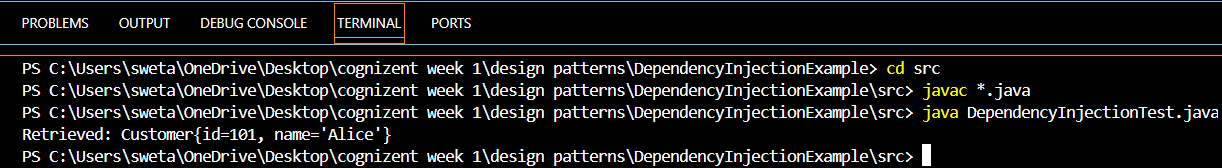 PROBLEMS OUTPUT DEBUG CONSOLE TERMINAL PORTS
PS C:\Users\sweta\OneDrive\Desktop\cognizent week 1\design patterns\DependencyInjectionExample> cd src
PS C:\Users\sweta\OneDrive\Desktop\cognizent week 1\design patterns\DependencyInjectionExample\src> javac *.java
PS C:\Users\sweta\OneDrive\Desktop\cognizent week 1\design patterns\DependencyInjectionExample\src> java DependencyInjectionTest.java
Retrieved: Customer{id=101, name='Alice'}
PS C:\Users\sweta\OneDrive\Desktop\cognizent week 1\design patterns\DependencyInjectionExample\src>